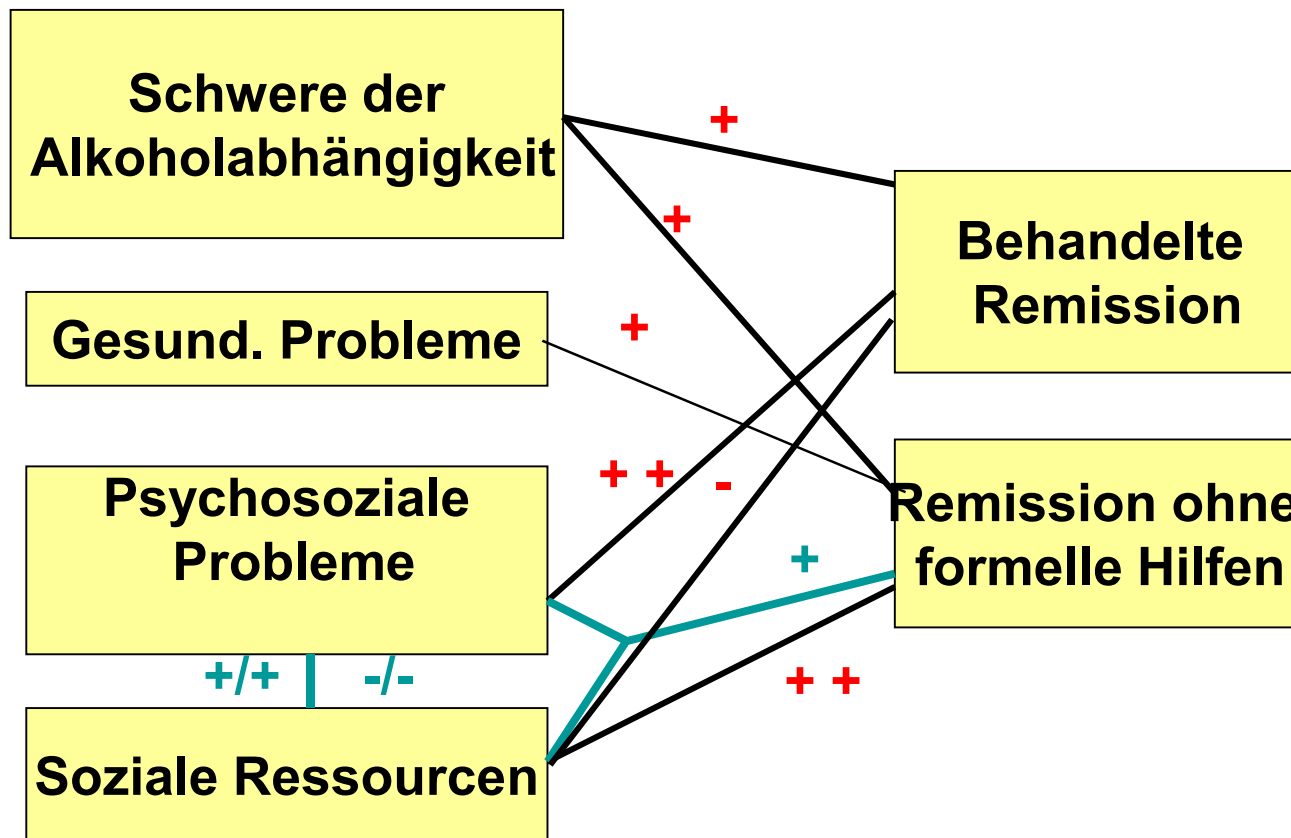 Schwere der
Alkoholabhängigkeit
+
+
Behandelte
Remission
Gesund. Probleme
+
Psychosoziale
Probleme
+ +
-
Remission ohne
formelle Hilfen
+
+/+
-/-
+ +
Soziale Ressourcen